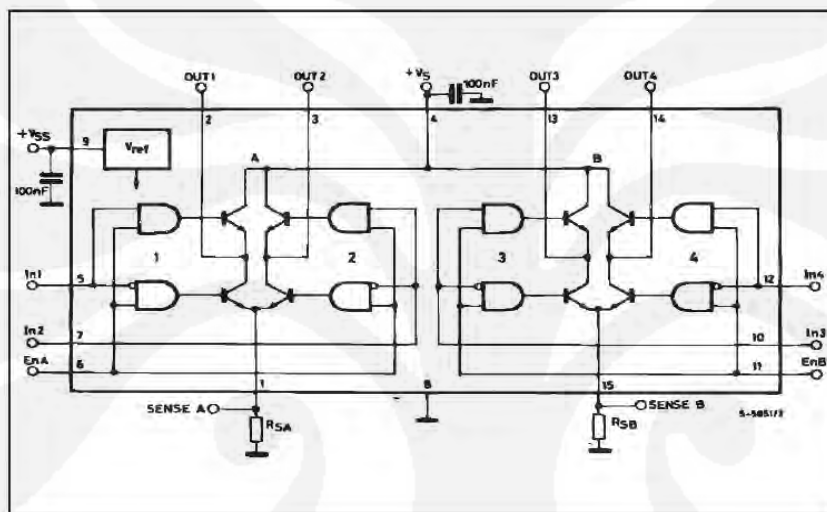 OUT1 OUT2 +VS 100nF OUT3 OUT4
2 3 4 13 14
+VSS 9 Vref A B
100nF
1 2 3 4
In1 5 12 In4
In2 7 10 In3
EnA 6 11 EnB
1 8 15
SENSE A SENSE B S-5851/2
RSA RSB